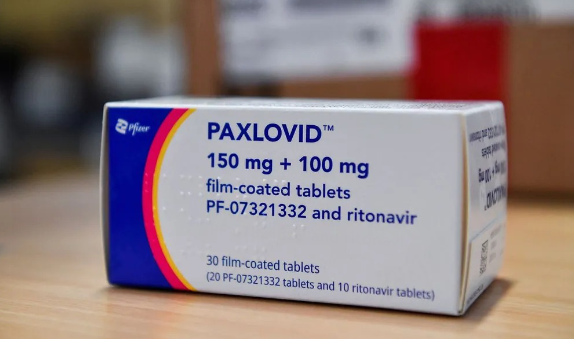 Pfizer
PAXLOVID™
150 mg + 100 mg
film-coated tablets
PF-07321332 and ritonavir
30 film-coated tablets
(20 PF-07321332 tablets and 10 ritonavir tablets)